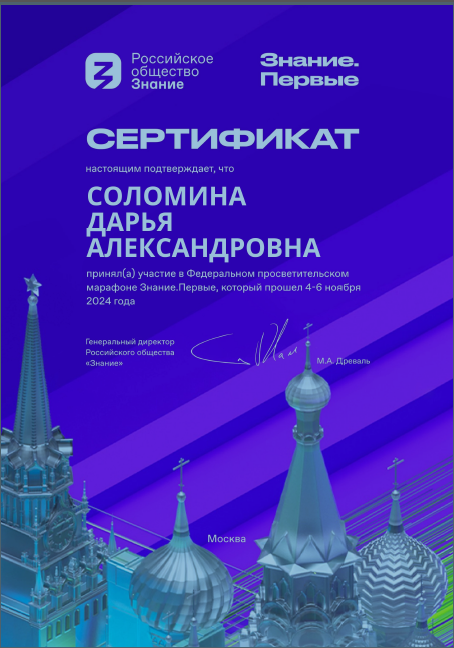 Российское
общество
Знание
Знание.
Первые
СЕРТИФИКАТ
настоящим подтверждает, что
СОЛОМИНА
ДАРЬЯ
АЛЕКСАНДРОВНА
принял(а) участие в Федеральном просветительском
марафоне Знание.Первые, который прошел 4-6 ноября
2024 года
Генеральный директор
Российского общества
«Знание»
М.А. Древаль
Москва